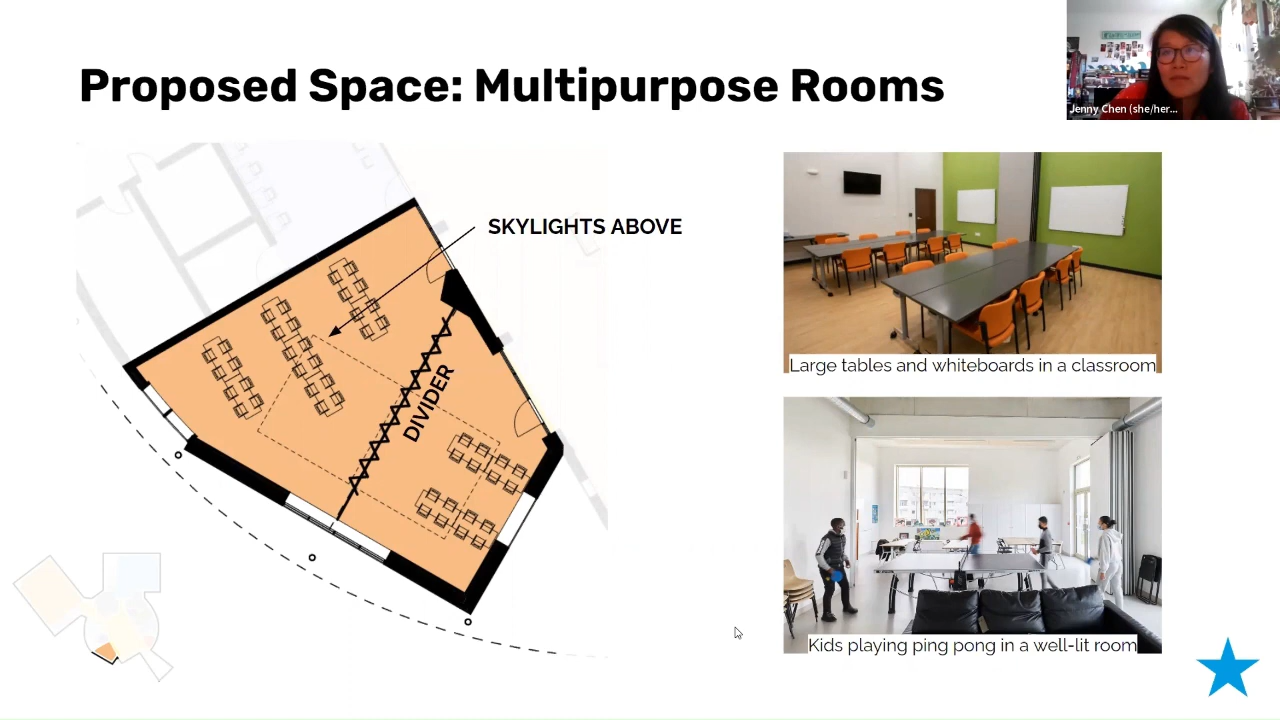 Proposed Space: Multipurpose Rooms
Jenny Chen (she/her...
SKYLIGHTS ABOVE
DIVIDER
Large tables and whiteboards in a classroom
Kids playing ping pong in a well-lit room